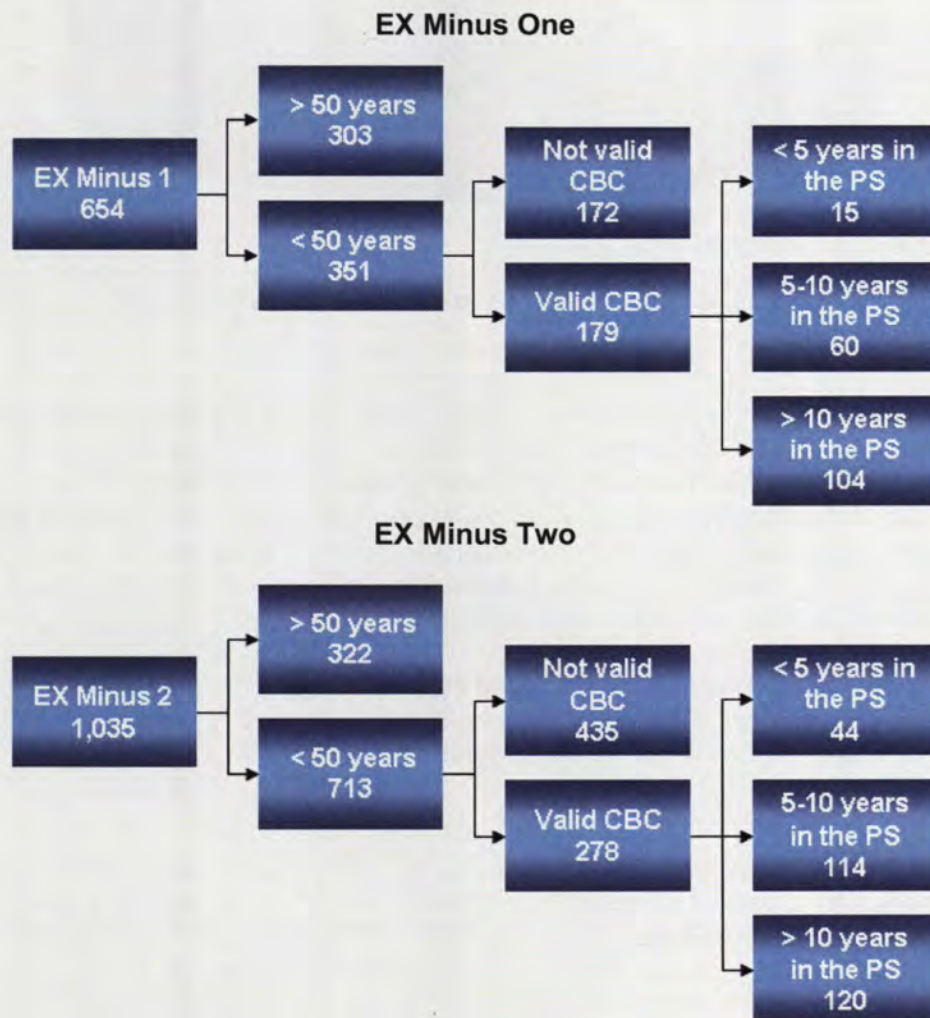 EX Minus One
EX Minus 1
654
> 50 years
303
< 50 years
351
Not valid
CBC
172
Valid CBC
179
< 5 years in
the PS
15
5-10 years
in the PS
60
> 10 years
in the PS
104
EX Minus Two
EX Minus 2
1,035
> 50 years
322
< 50 years
713
Not valid
CBC
435
Valid CBC
278
< 5 years in
the PS
44
5-10 years
in the PS
114
> 10 years
in the PS
120